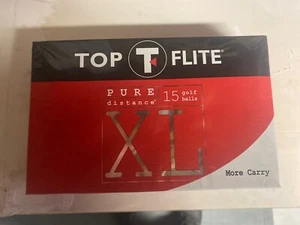 TOP T FLITE®
PURE 15 golf
distance® balls
XL
More Carry